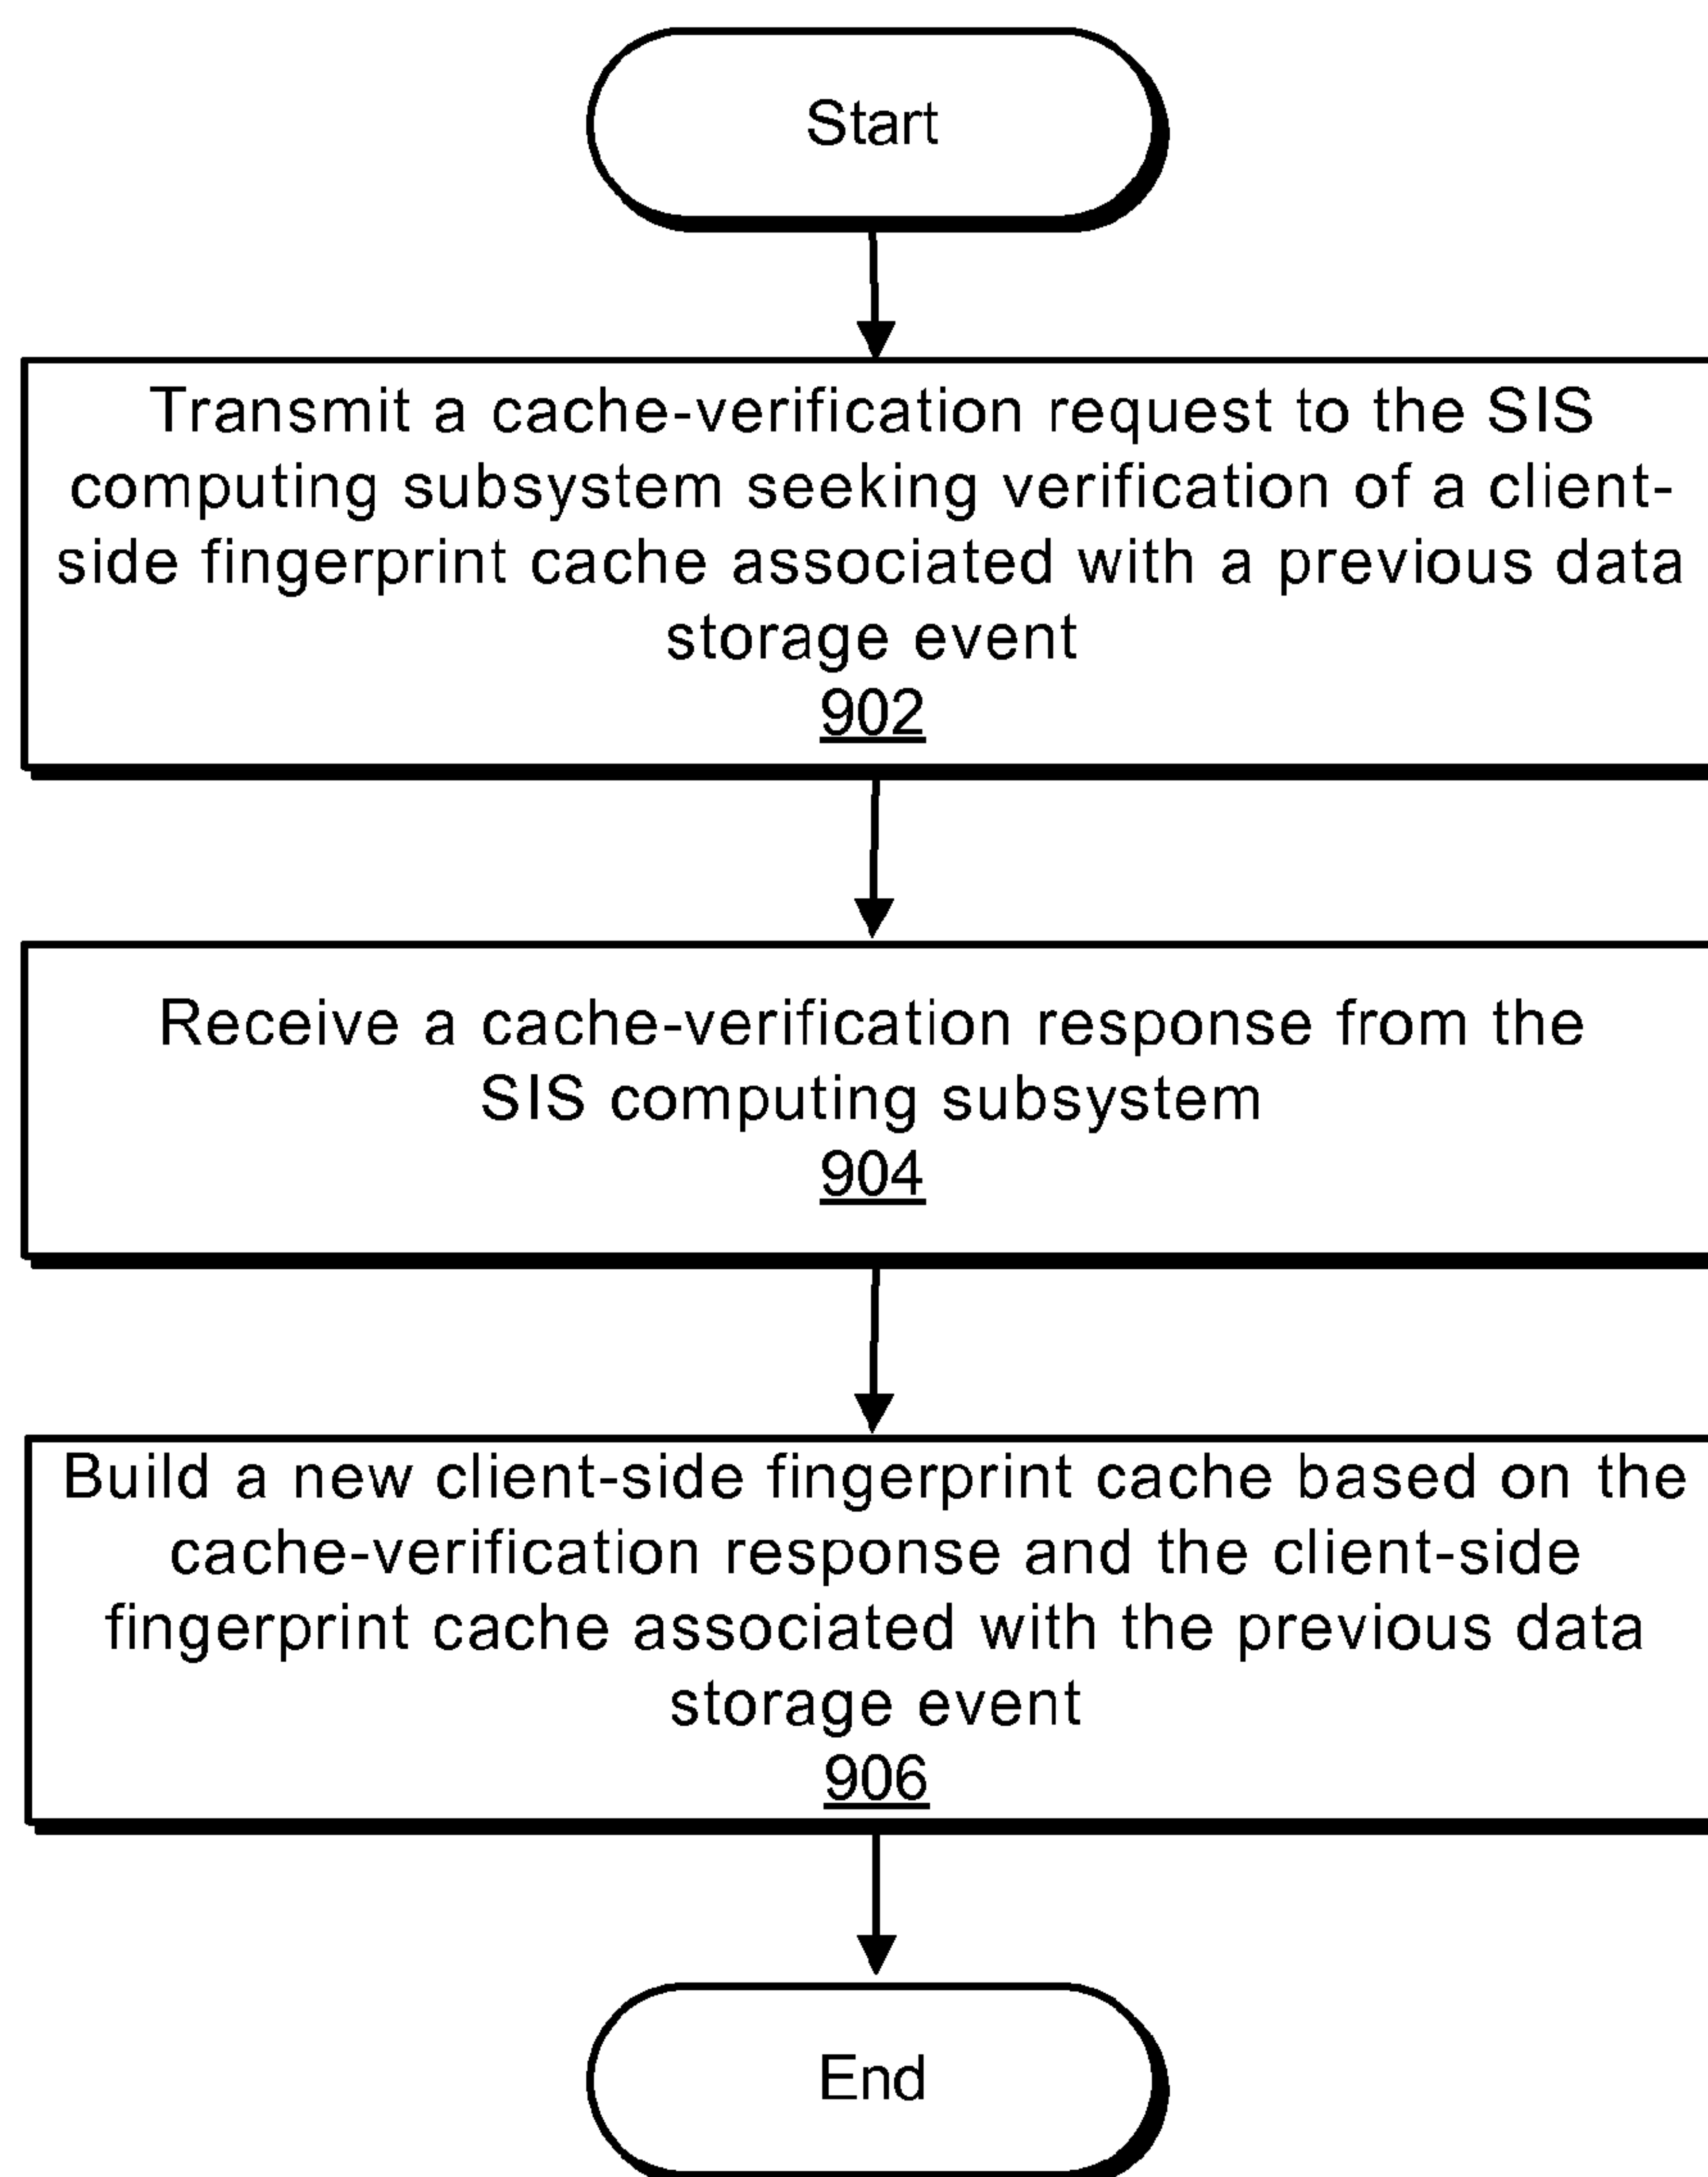 Start
Transmit a cache-verification request to the SIS
computing subsystem seeking verification of a client-
side fingerprint cache associated with a previous data
storage event
902
Receive a cache-verification response from the
SIS computing subsystem
904
Build a new client-side fingerprint cache based on the
cache-verification response and the client-side
fingerprint cache associated with the previous data
storage event
906
End